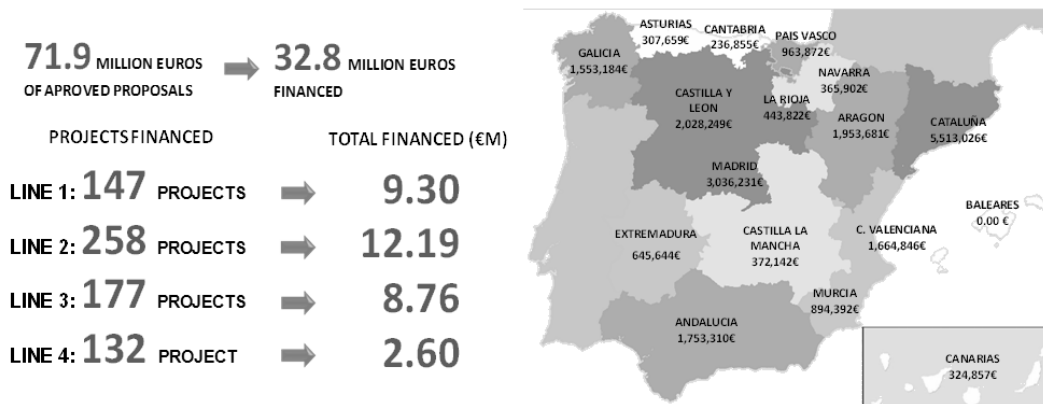 71.9 MILLION EUROS
OF APROVED PROPOSALS
32.8 MILLION EUROS
FINANCED
PROJECTS FINANCED
TOTAL FINANCED (€M)
LINE 1: 147 PROJECTS
9.30
LINE 2: 258 PROJECTS
12.19
LINE 3: 177 PROJECTS
8.76
LINE 4: 132 PROJECT
2.60
ASTURIAS
307,659€
CANTABRIA
236,855€
PAIS VASCO
963,872€
GALICIA
1,553,184€
NAVARRA
365,902€
CASTILLA Y
LEON
2,028,249€
LA RIOJA
443,822€
ARAGON
1,953,681€
CATALUÑA
5,513,026€
MADRID
3,036,231€
BALEARES
0.00 €
EXTREMADURA
645,644€
CASTILLA LA
MANCHA
372,142€
C. VALENCIANA
1,664,846€
MURCIA
894,392€
ANDALUCIA
1,753,310€
CANARIAS
324,857€